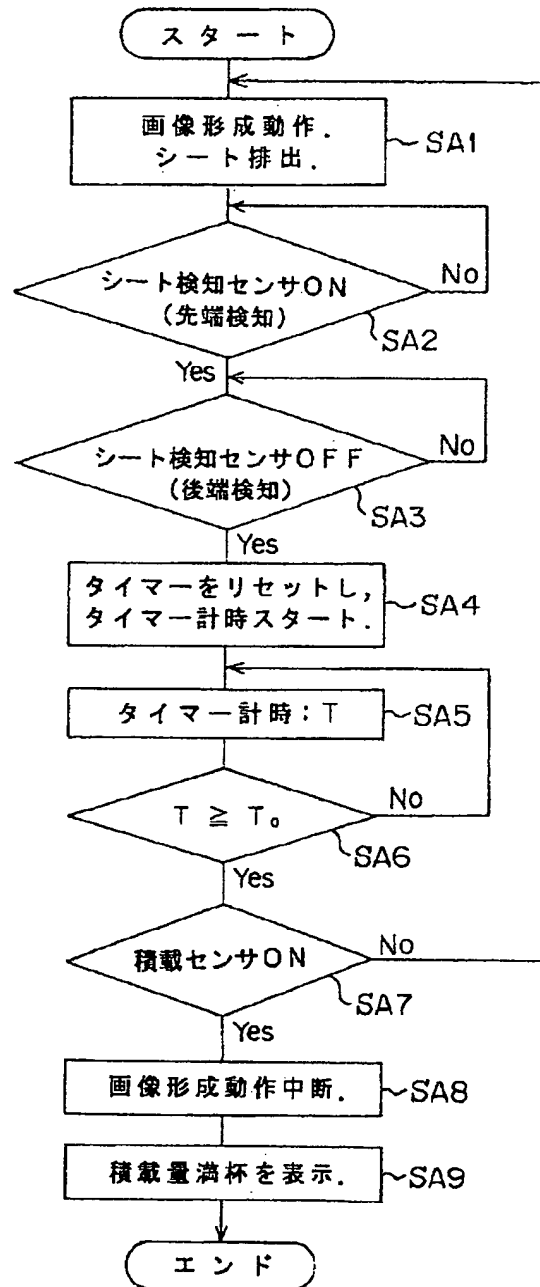 スタート
画像形成動作.
シート排出.
SA1
シート検知センサON
(先端検知)
No
SA2
Yes
シート検知センサOFF
(後端検知)
No
SA3
Yes
タイマーをリセットし,
タイマー計時スタート.
SA4
タイマー計時:T
SA5
T ≧ T₀
No
SA6
Yes
積載センサON
No
SA7
Yes
画像形成動作中断.
SA8
積載量満杯を表示.
SA9
エンド